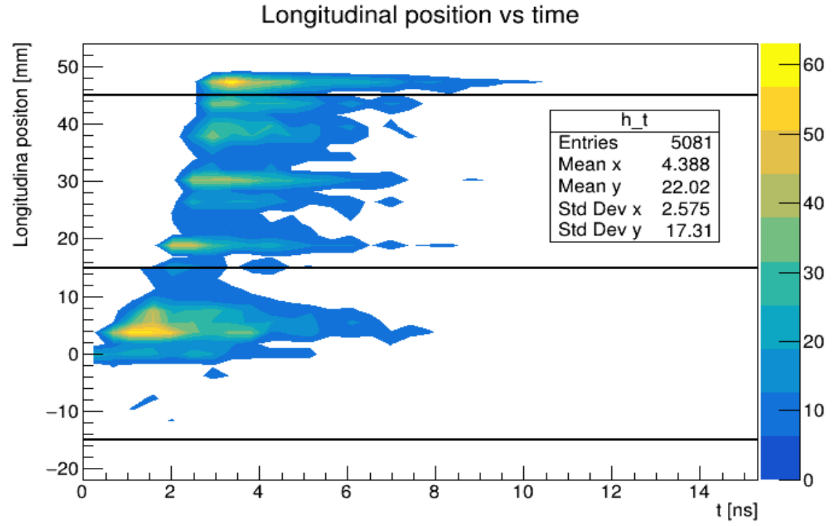 Longitudinal position vs time
Longitudina positon [mm]
50
40
30
20
10
0
−10
−20
h_t
Entries 5081
Mean x 4.388
Mean y 22.02
Std Dev x 2.575
Std Dev y 17.31
60
50
40
30
20
10
0
0 2 4 6 8 10 12 14
t [ns]